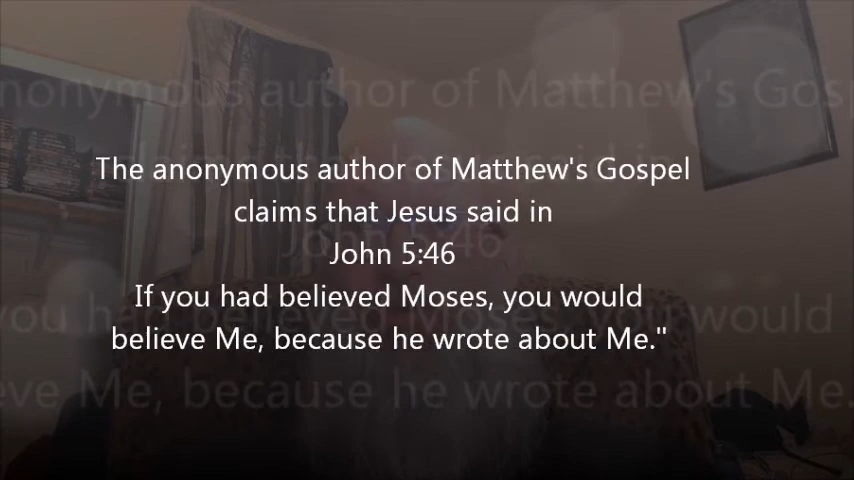 The anonymous author of Matthew's Gospel
claims that Jesus said in
John 5:46
If you had believed Moses, you would
believe Me, because he wrote about Me."